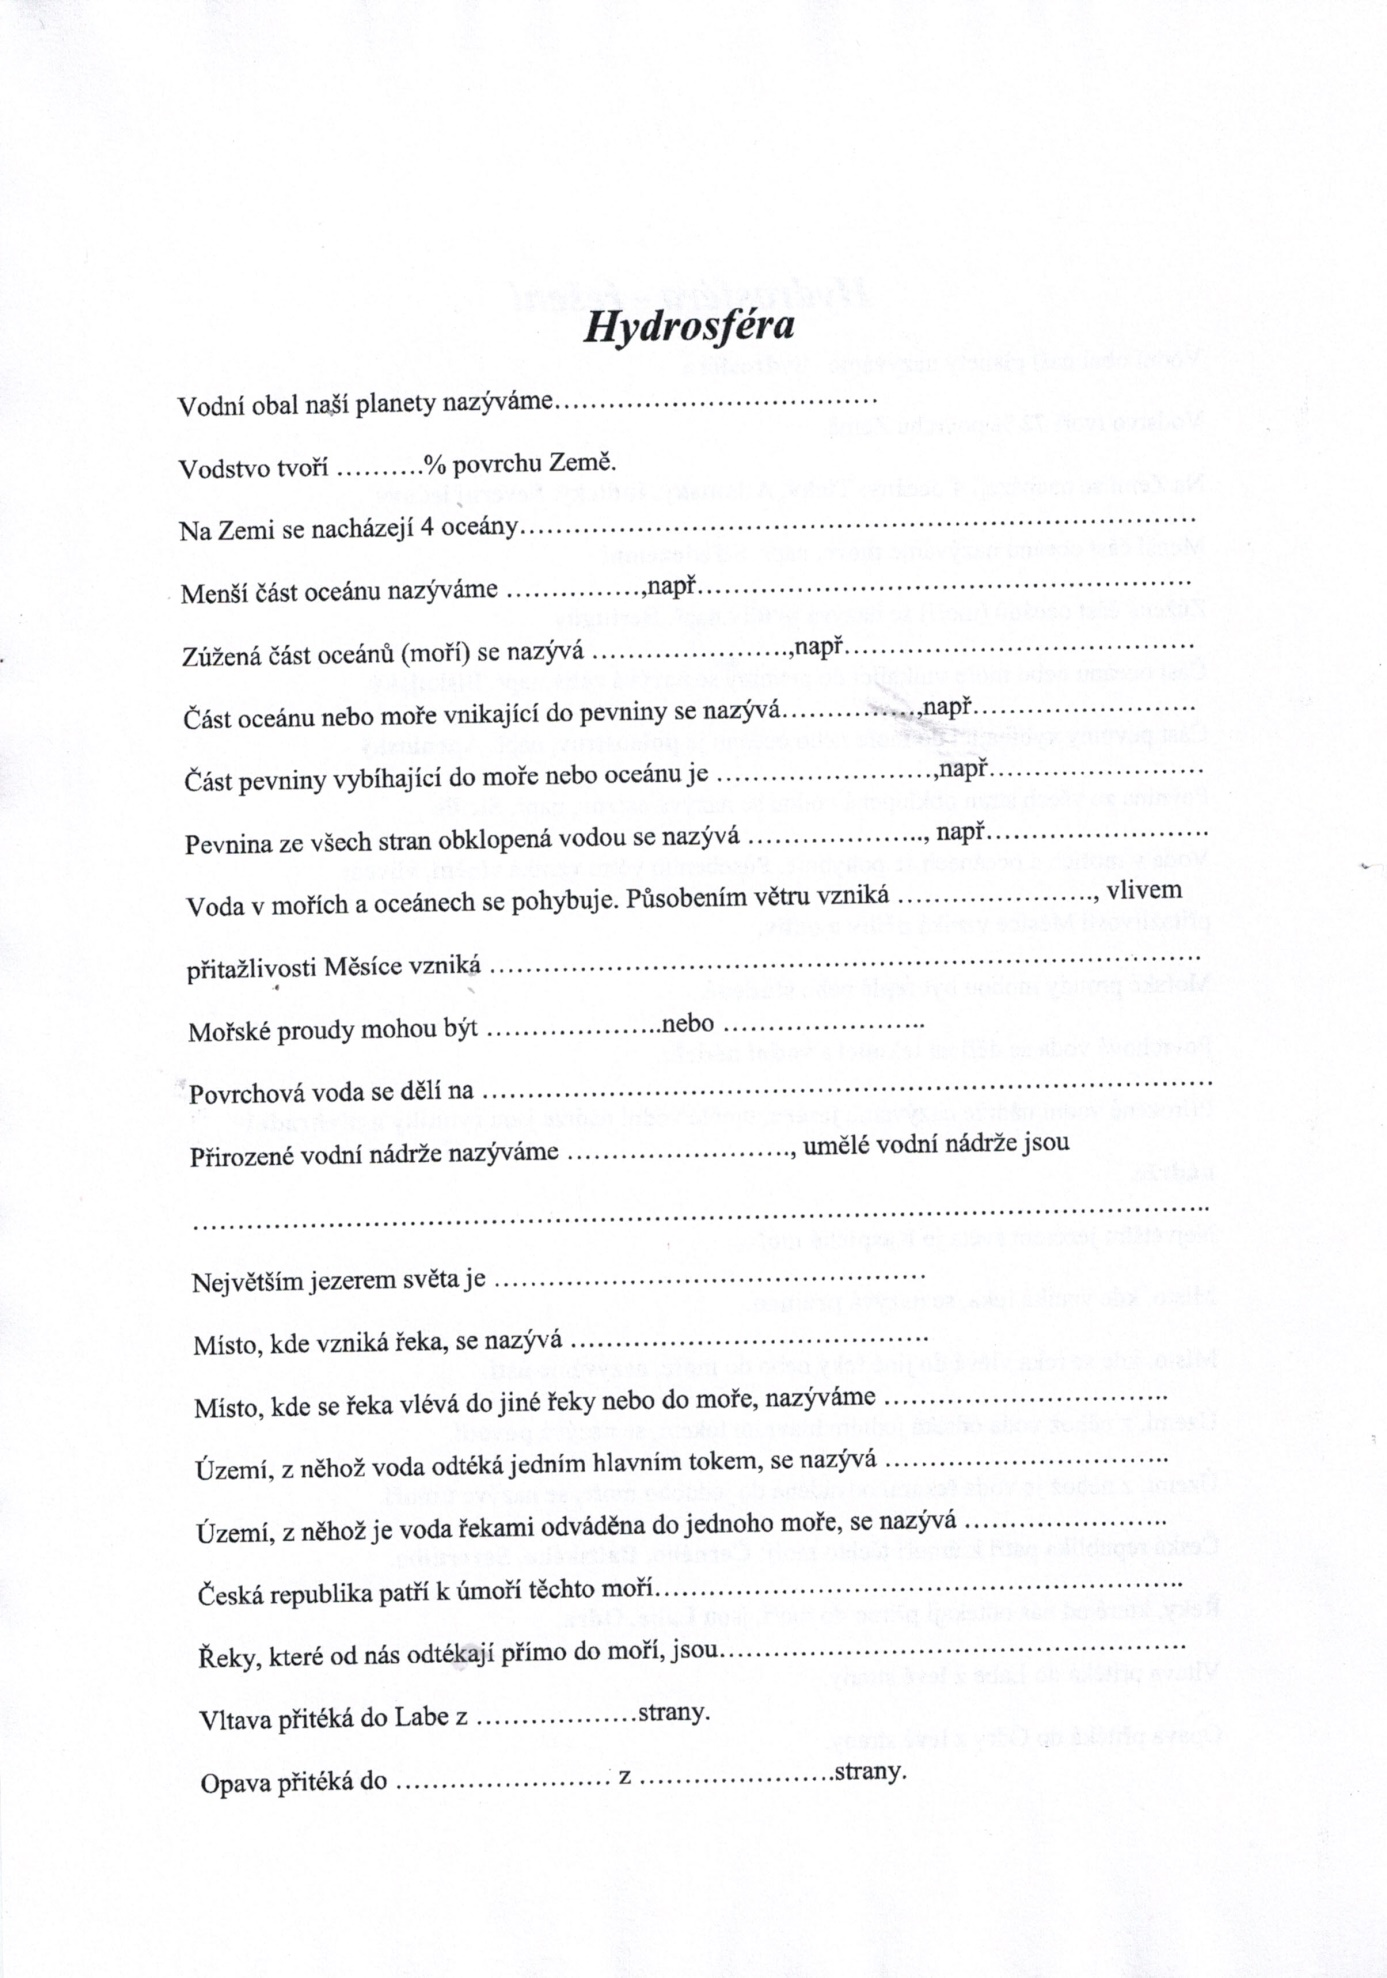 Hydrosféra
Vodní obal naší planety nazýváme……………………………
Vodstvo tvoří ……….% povrchu Země.
Na Zemi se nacházejí 4 oceány………………………………………………………………
Menší část oceánu nazýváme …………..,např……………………………………………
Zúžená část oceánů (moří) se nazývá ………………..,např………………………………
Část oceánu nebo moře vnikající do pevniny se nazývá…………..,např…………………
Část pevniny vybíhající do moře nebo oceánu je ………………….,např…………………
Pevnina ze všech stran obklopená vodou se nazývá ………………, např…………………
Voda v mořích a oceánech se pohybuje. Působením větru vzniká ……………….., vlivem
přitažlivosti Měsíce vzniká …………………………………………………………………
Mořské proudy mohou být ………………nebo …………………
Povrchová voda se dělí na …………………………………………………………………
Přirozené vodní nádrže nazýváme ………………….., umělé vodní nádrže jsou
……………………………………………………………………………………………
Největším jezerem světa je ………………………………………
Místo, kde vzniká řeka, se nazývá ………………………………
Místo, kde se řeka vlévá do jiné řeky nebo do moře, nazýváme ………………………
Území, z něhož voda odtéká jedním hlavním tokem, se nazývá ………………………
Území, z něhož je voda řekami odváděna do jednoho moře, se nazývá ………………
Česká republika patří k úmoří těchto moří………………………………………………
Řeky, které od nás odtékají přímo do moří, jsou…………………………………………
Vltava přitéká do Labe z ……………..strany.
Opava přitéká do ………………….. z ………………..strany.